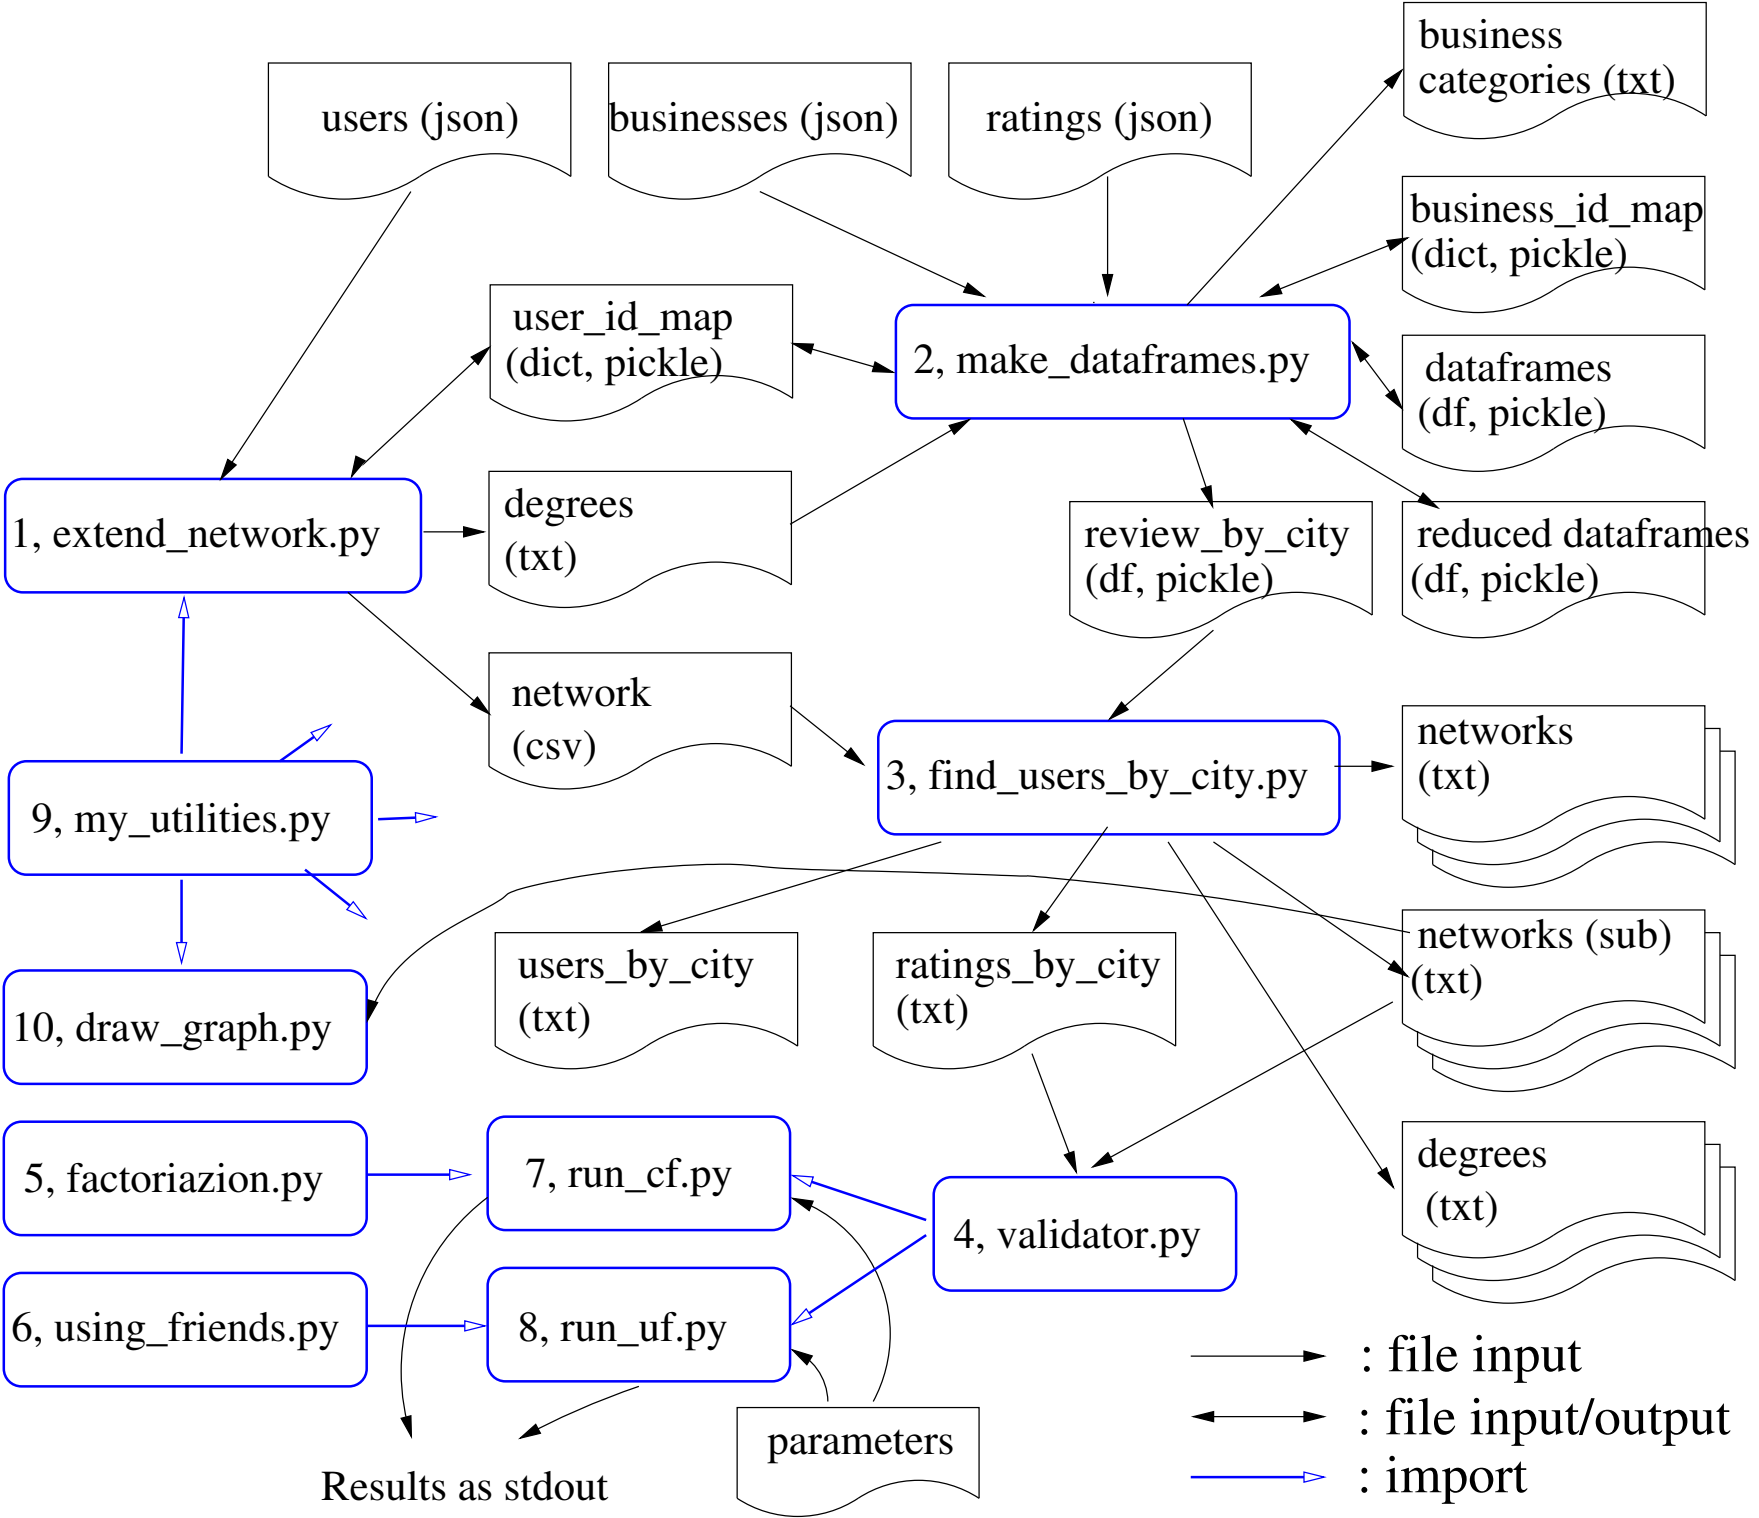 business
categories (txt)
users (json)
businesses (json)
ratings (json)
business_id_map
(dict, pickle)
user_id_map
(dict, pickle)
2, make_dataframes.py
dataframes
(df, pickle)
1, extend_network.py
degrees
(txt)
review_by_city
(df, pickle)
reduced dataframes
(df, pickle)
network
(csv)
3, find_users_by_city.py
networks
(txt)
9, my_utilities.py
users_by_city
(txt)
ratings_by_city
(txt)
networks (sub)
(txt)
10, draw_graph.py
5, factoriazion.py
7, run_cf.py
4, validator.py
degrees
(txt)
6, using_friends.py
8, run_uf.py
parameters
Results as stdout
: file input
: file input/output
: import